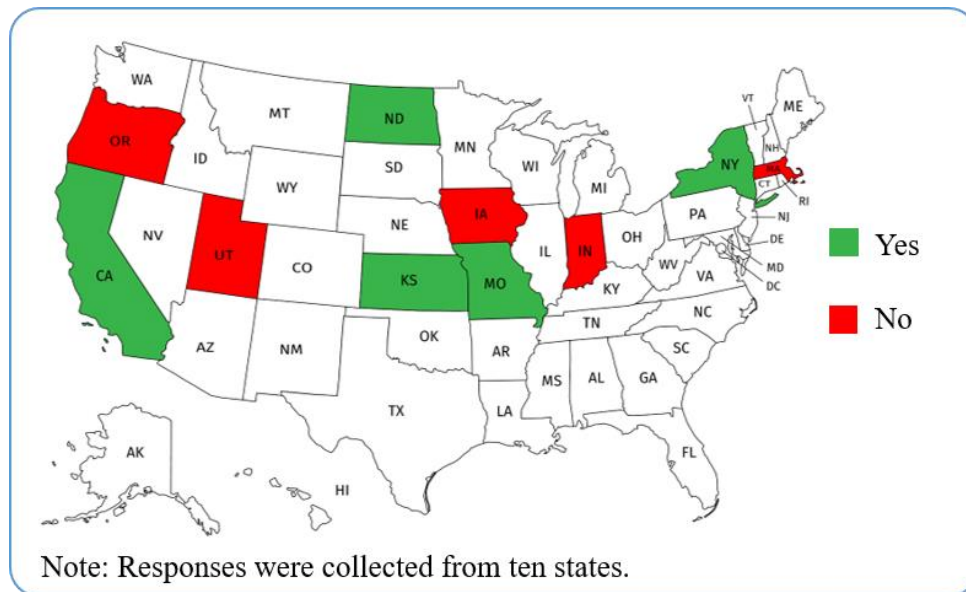 WA
MT
ND
MN
VT
ME
OR
ID
SD
WI
MI
NY
NH
MA
CT
RI
WY
IA
NE
PA
NJ
NV
UT
CO
IL
IN
OH
DE
CA
KS
MO
WV
VA
MD
DC
KY
Yes
No
AZ
NM
OK
AR
TN
NC
SC
MS
AL
GA
TX
LA
FL
AK
HI
Note: Responses were collected from ten states.